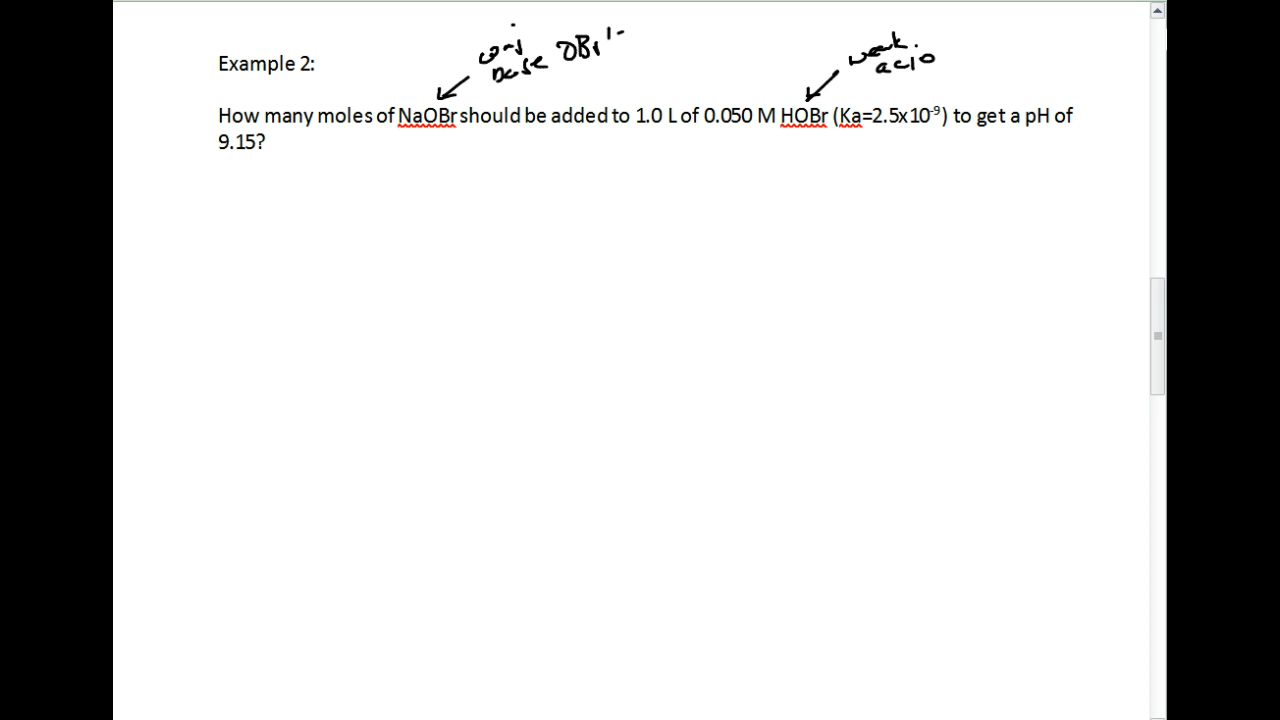 conj
base OBr¹⁻
weak
acid
Example 2:
How many moles of NaOBr should be added to 1.0 L of 0.050 M HOBr (Ka=2.5x10⁻⁹) to get a pH of
9.15?